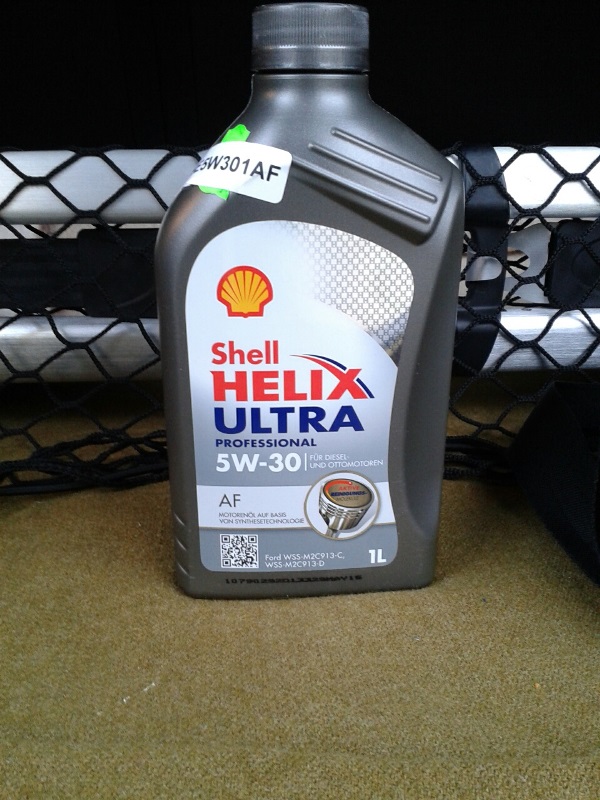 5W301AF
Shell
HELIX
ULTRA
PROFESSIONAL
5W-30
FÜR DIESEL-
UND OTTOMOTOREN
AF
MOTORENÖL AUF BASIS
VON SYNTHESETECHNOLOGIE
Ford WSS-M2C913-C,
WSS-M2C913-D
1L